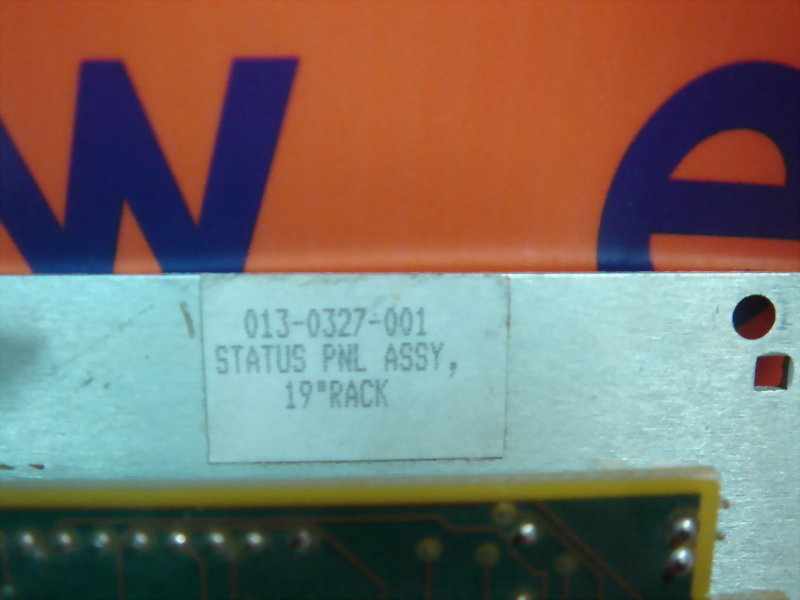 w e
013-0327-001
STATUS PNL ASSY,
19"RACK